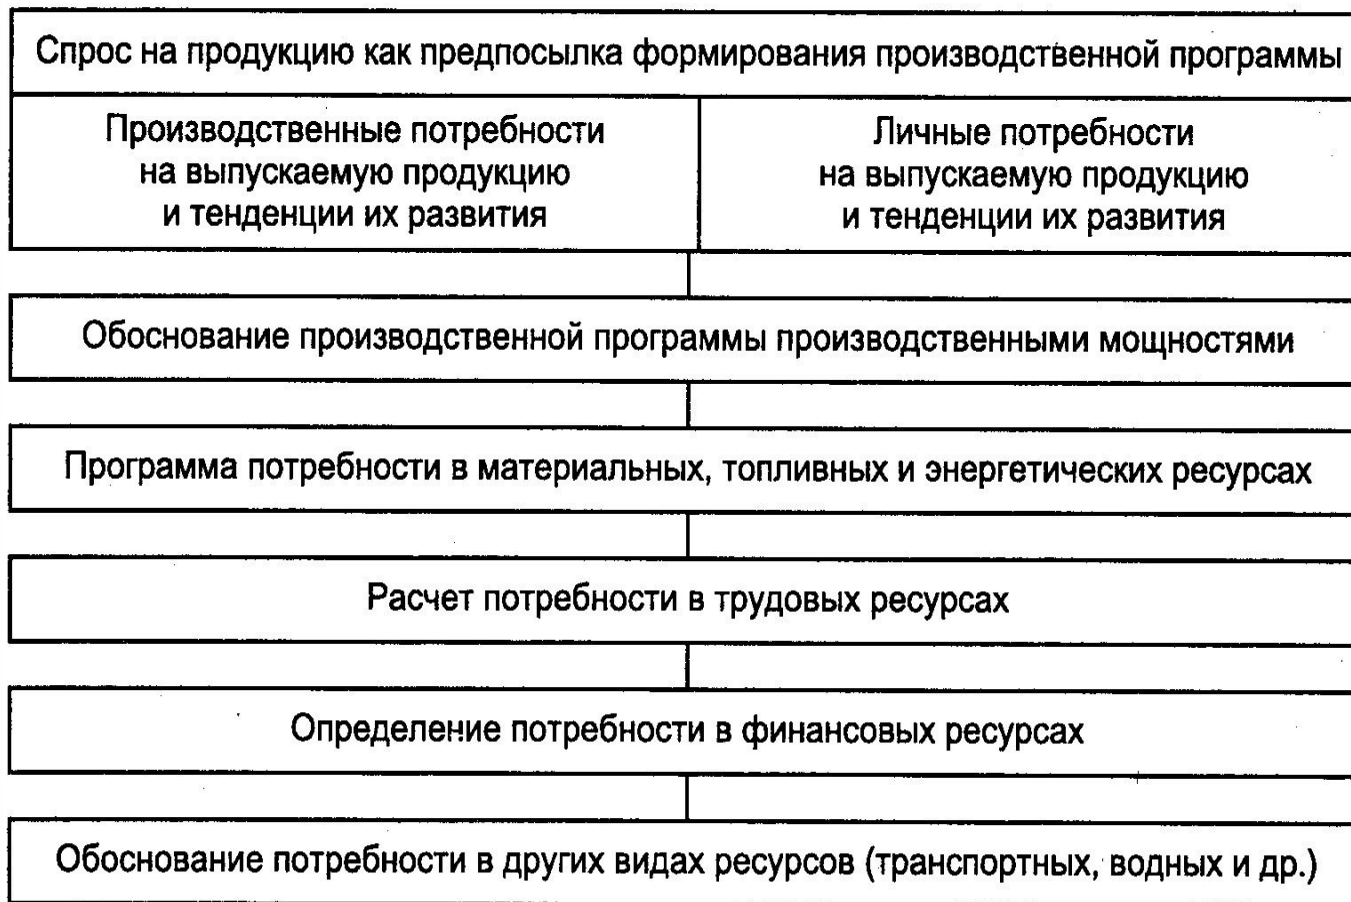 Спрос на продукцию как предпосылка формирования производственной программы
Производственные потребности
на выпускаемую продукцию
и тенденции их развития
Личные потребности
на выпускаемую продукцию
и тенденции их развития
Обоснование производственной программы производственными мощностями
Программа потребности в материальных, топливных и энергетических ресурсах
Расчет потребности в трудовых ресурсах
Определение потребности в финансовых ресурсах
Обоснование потребности в других видах ресурсов (транспортных, водных и др.)